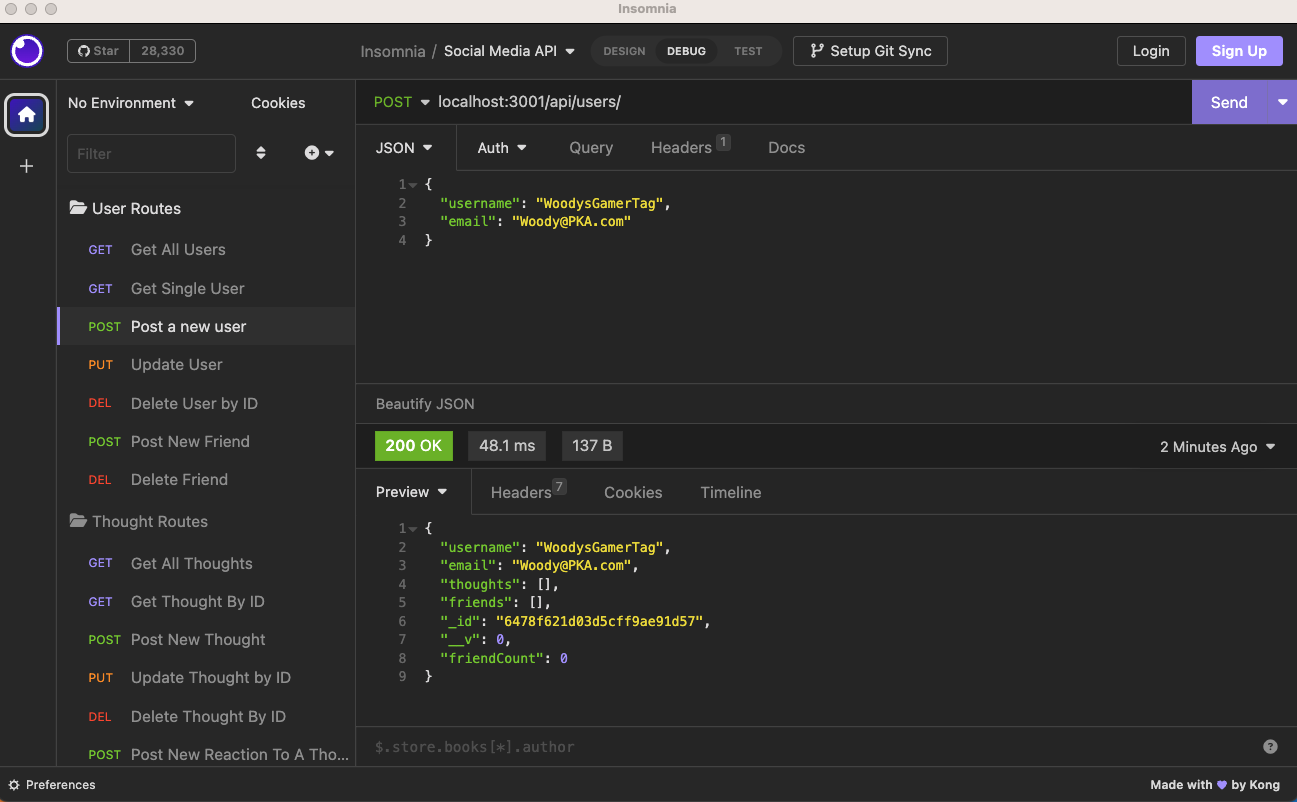 Insomnia
Star 28,330
Insomnia / Social Media API
DESIGN DEBUG TEST
Setup Git Sync
Login
Sign Up
No Environment
Cookies
Filter
User Routes
GET Get All Users
GET Get Single User
POST Post a new user
PUT Update User
DEL Delete User by ID
POST Post New Friend
DEL Delete Friend
Thought Routes
GET Get All Thoughts
GET Get Thought By ID
POST Post New Thought
PUT Update Thought by ID
DEL Delete Thought By ID
POST Post New Reaction To A Tho...
POST localhost:3001/api/users/
Send
JSON Auth Query Headers 1 Docs
1 {
2 "username": "WoodysGamerTag",
3 "email": "Woody@PKA.com"
4 }
Beautify JSON
200 OK 48.1 ms 137 B 2 Minutes Ago
Preview Headers 7 Cookies Timeline
1 {
2 "username": "WoodysGamerTag",
3 "email": "Woody@PKA.com",
4 "thoughts": [],
5 "friends": [],
6 "_id": "6478f621d03d5cff9ae91d57",
7 "__v": 0,
8 "friendCount": 0
9 }
$.store.books[*].author
?
Preferences
Made with 💜 by Kong